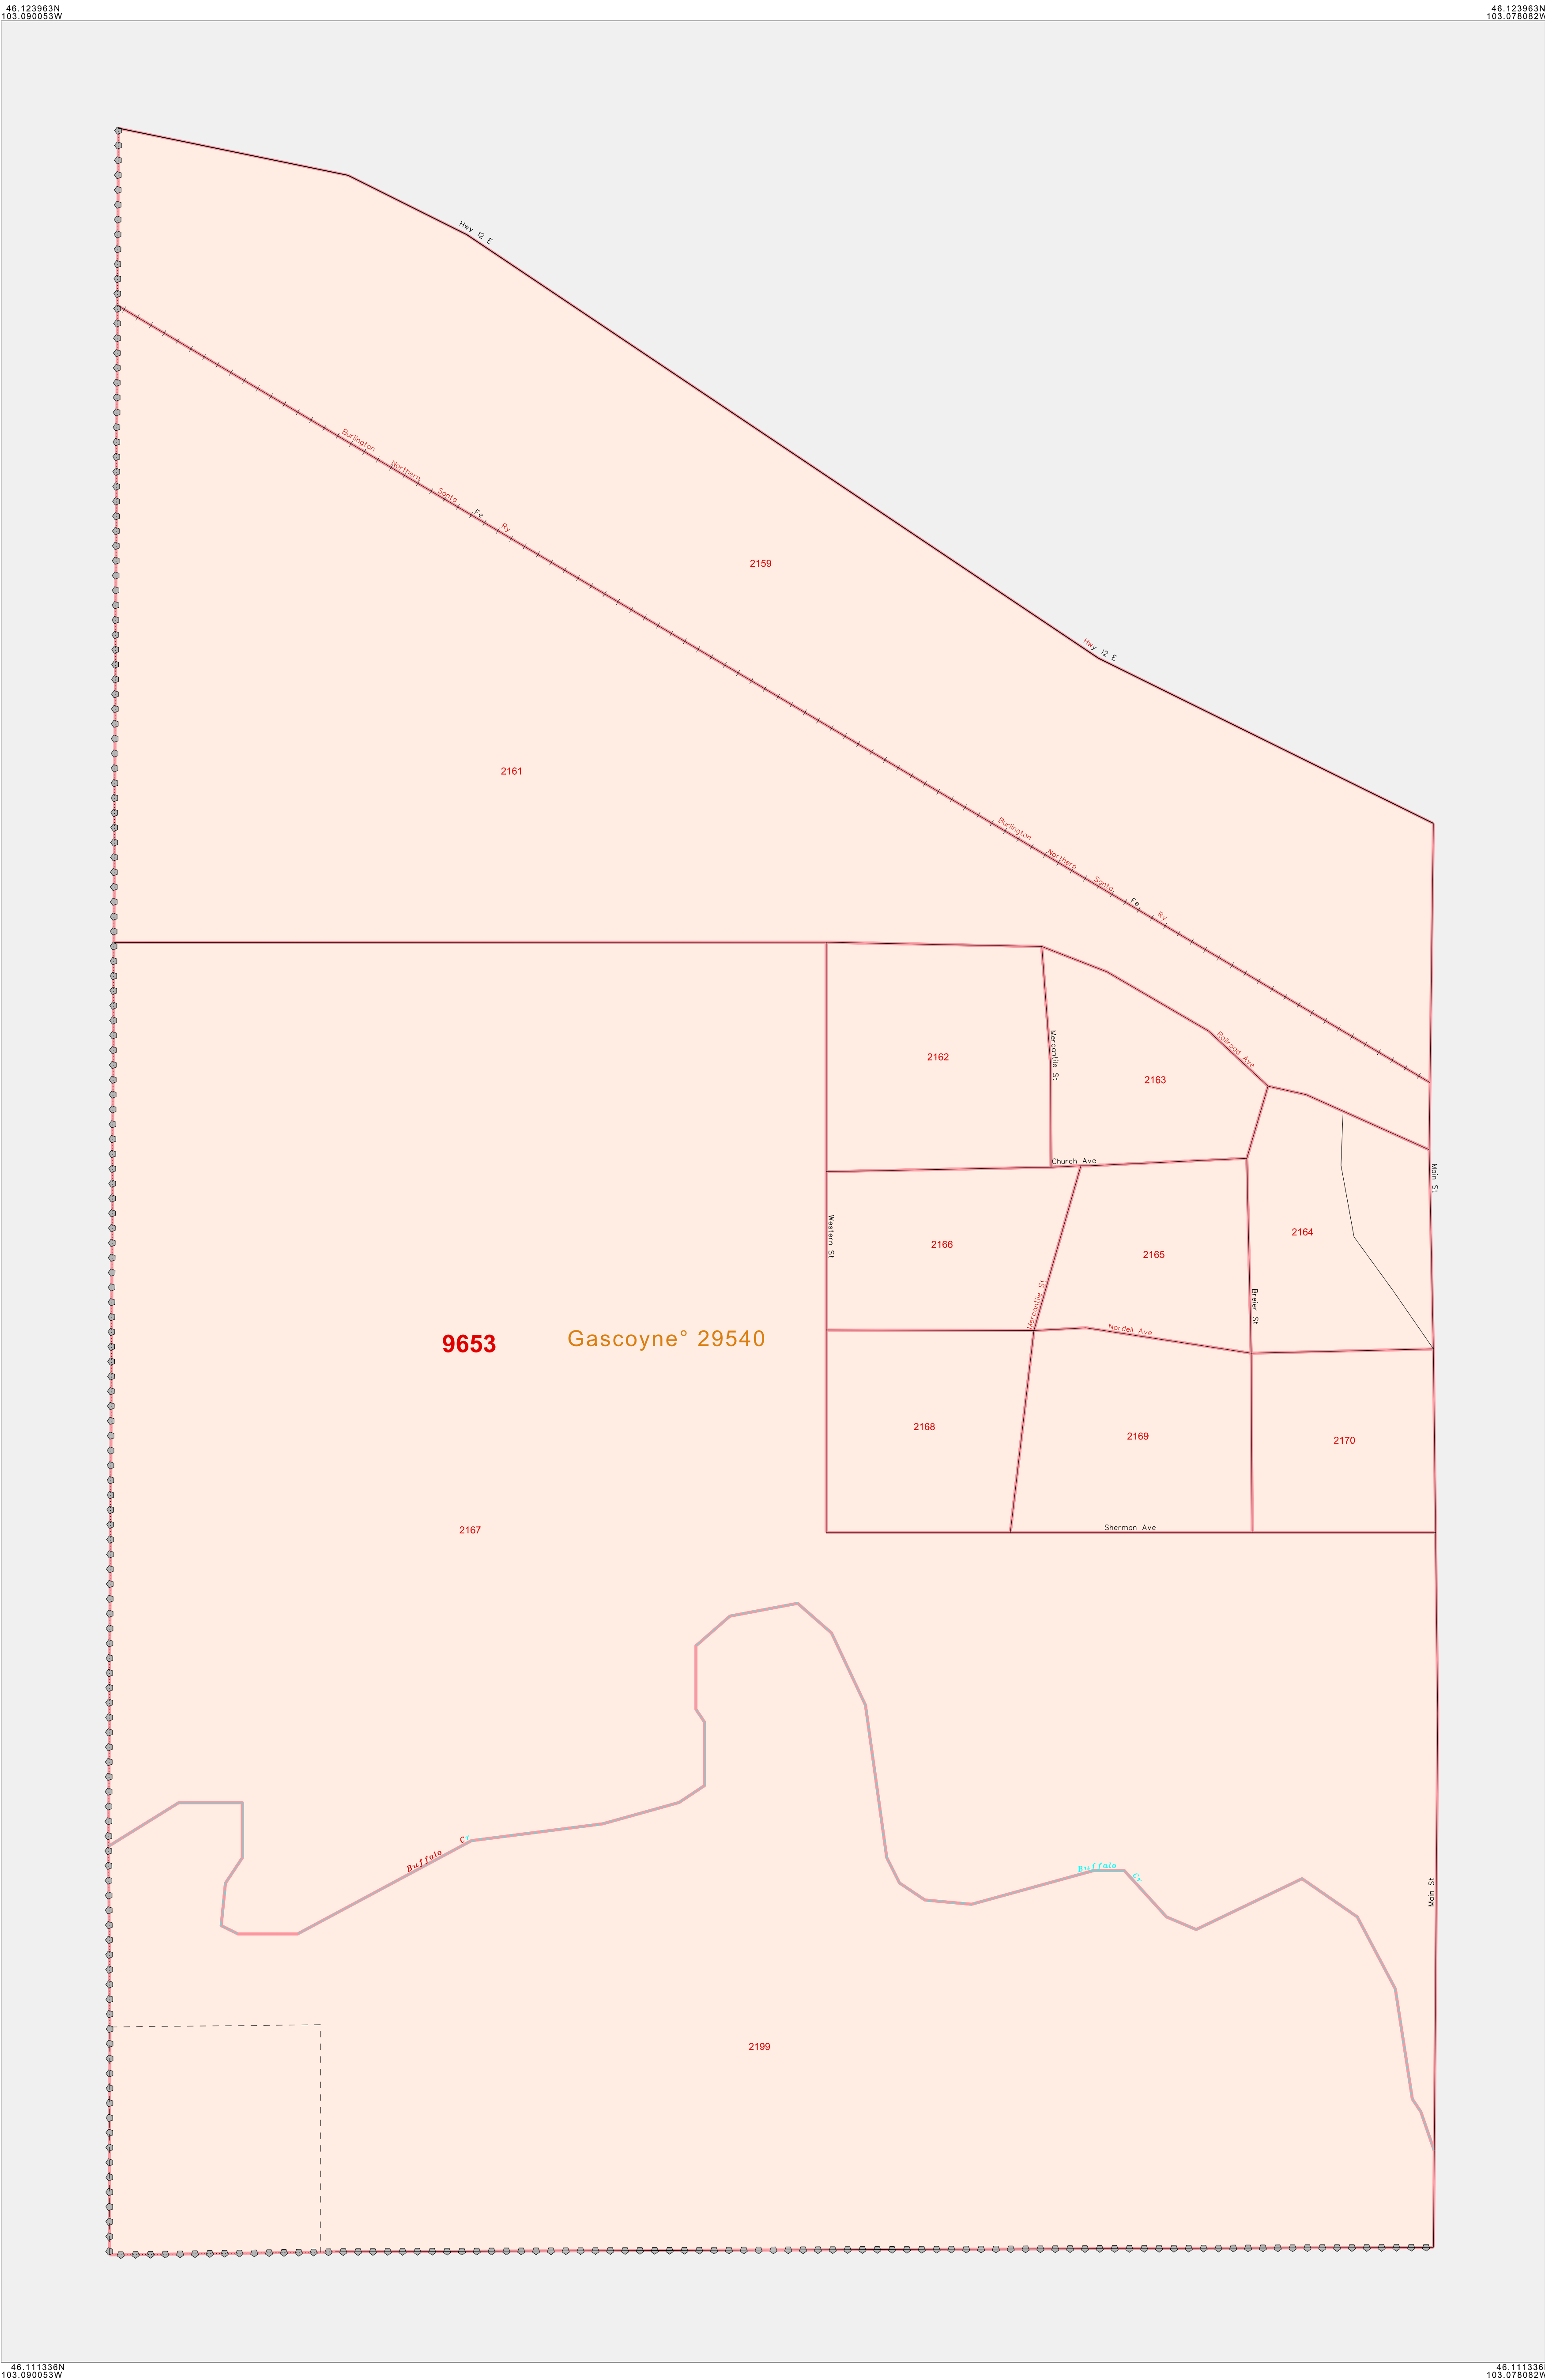 46.123963N
103.090053W
46.123963N
103.078082W
Hwy 12 E
Burlington Northern Santa Fe Ry
2159
Hwy 12 E
2161
Burlington Northern Santa Fe Ry
Railroad Ave
Mercantile St
2162
2163
Church Ave
Main St
Western St
2166
2165
2164
Mercantile St
Breier St
Nordell Ave
9653
Gascoyne° 29540
2168
2169
2170
Sherman Ave
2167
Buffalo Cr
Buffalo Cr
Main St
2199
46.111336N
103.090053W
46.111336N
103.078082W